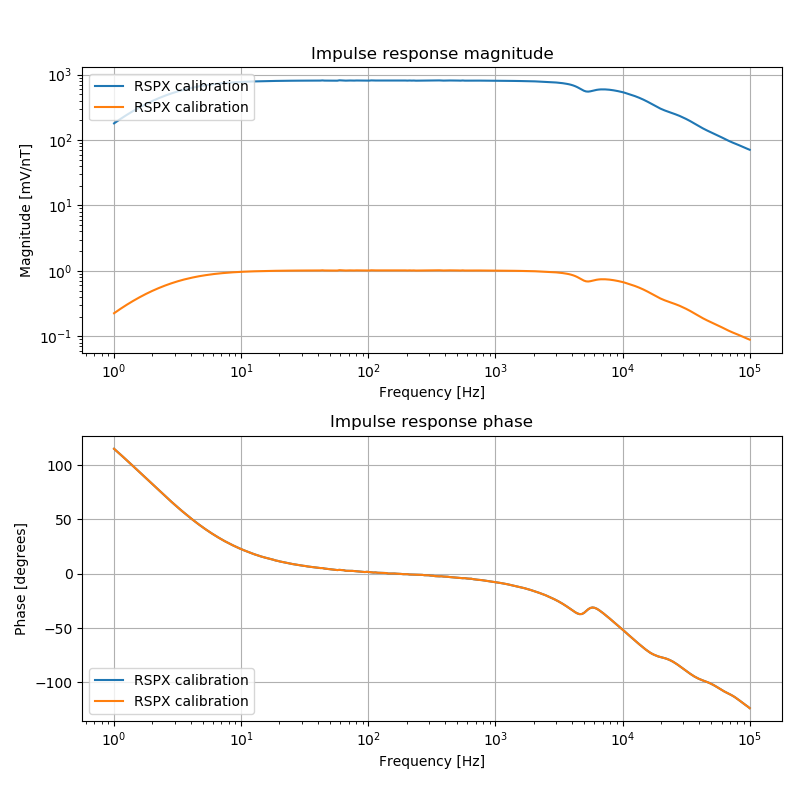 Impulse response magnitude
Magnitude [mV/nT]
10³
10²
10¹
10⁰
10⁻¹
RSPX calibration
RSPX calibration
10⁰ 10¹ 10² 10³ 10⁴ 10⁵
Frequency [Hz]
Impulse response phase
Phase [degrees]
100
50
0
−50
−100
RSPX calibration
RSPX calibration
10⁰ 10¹ 10² 10³ 10⁴ 10⁵
Frequency [Hz]